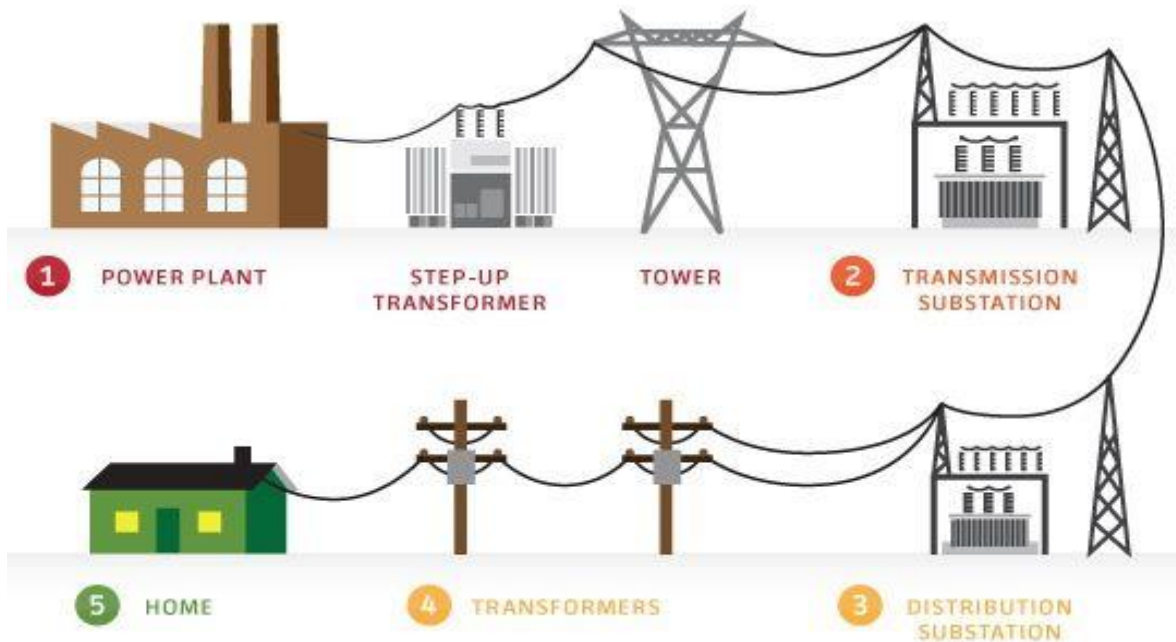 1 POWER PLANT
STEP-UP
TRANSFORMER
TOWER
2 TRANSMISSION
SUBSTATION
5 HOME
4 TRANSFORMERS
3 DISTRIBUTION
SUBSTATION